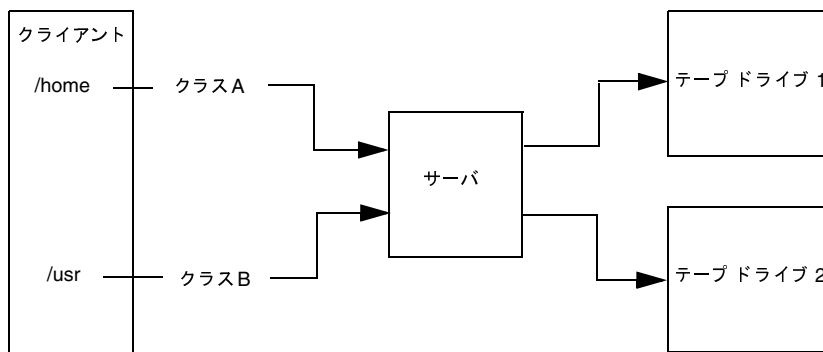 クライアント
/home
クラスA
テープ ドライブ 1
サーバ
/usr
クラスB
テープ ドライブ 2